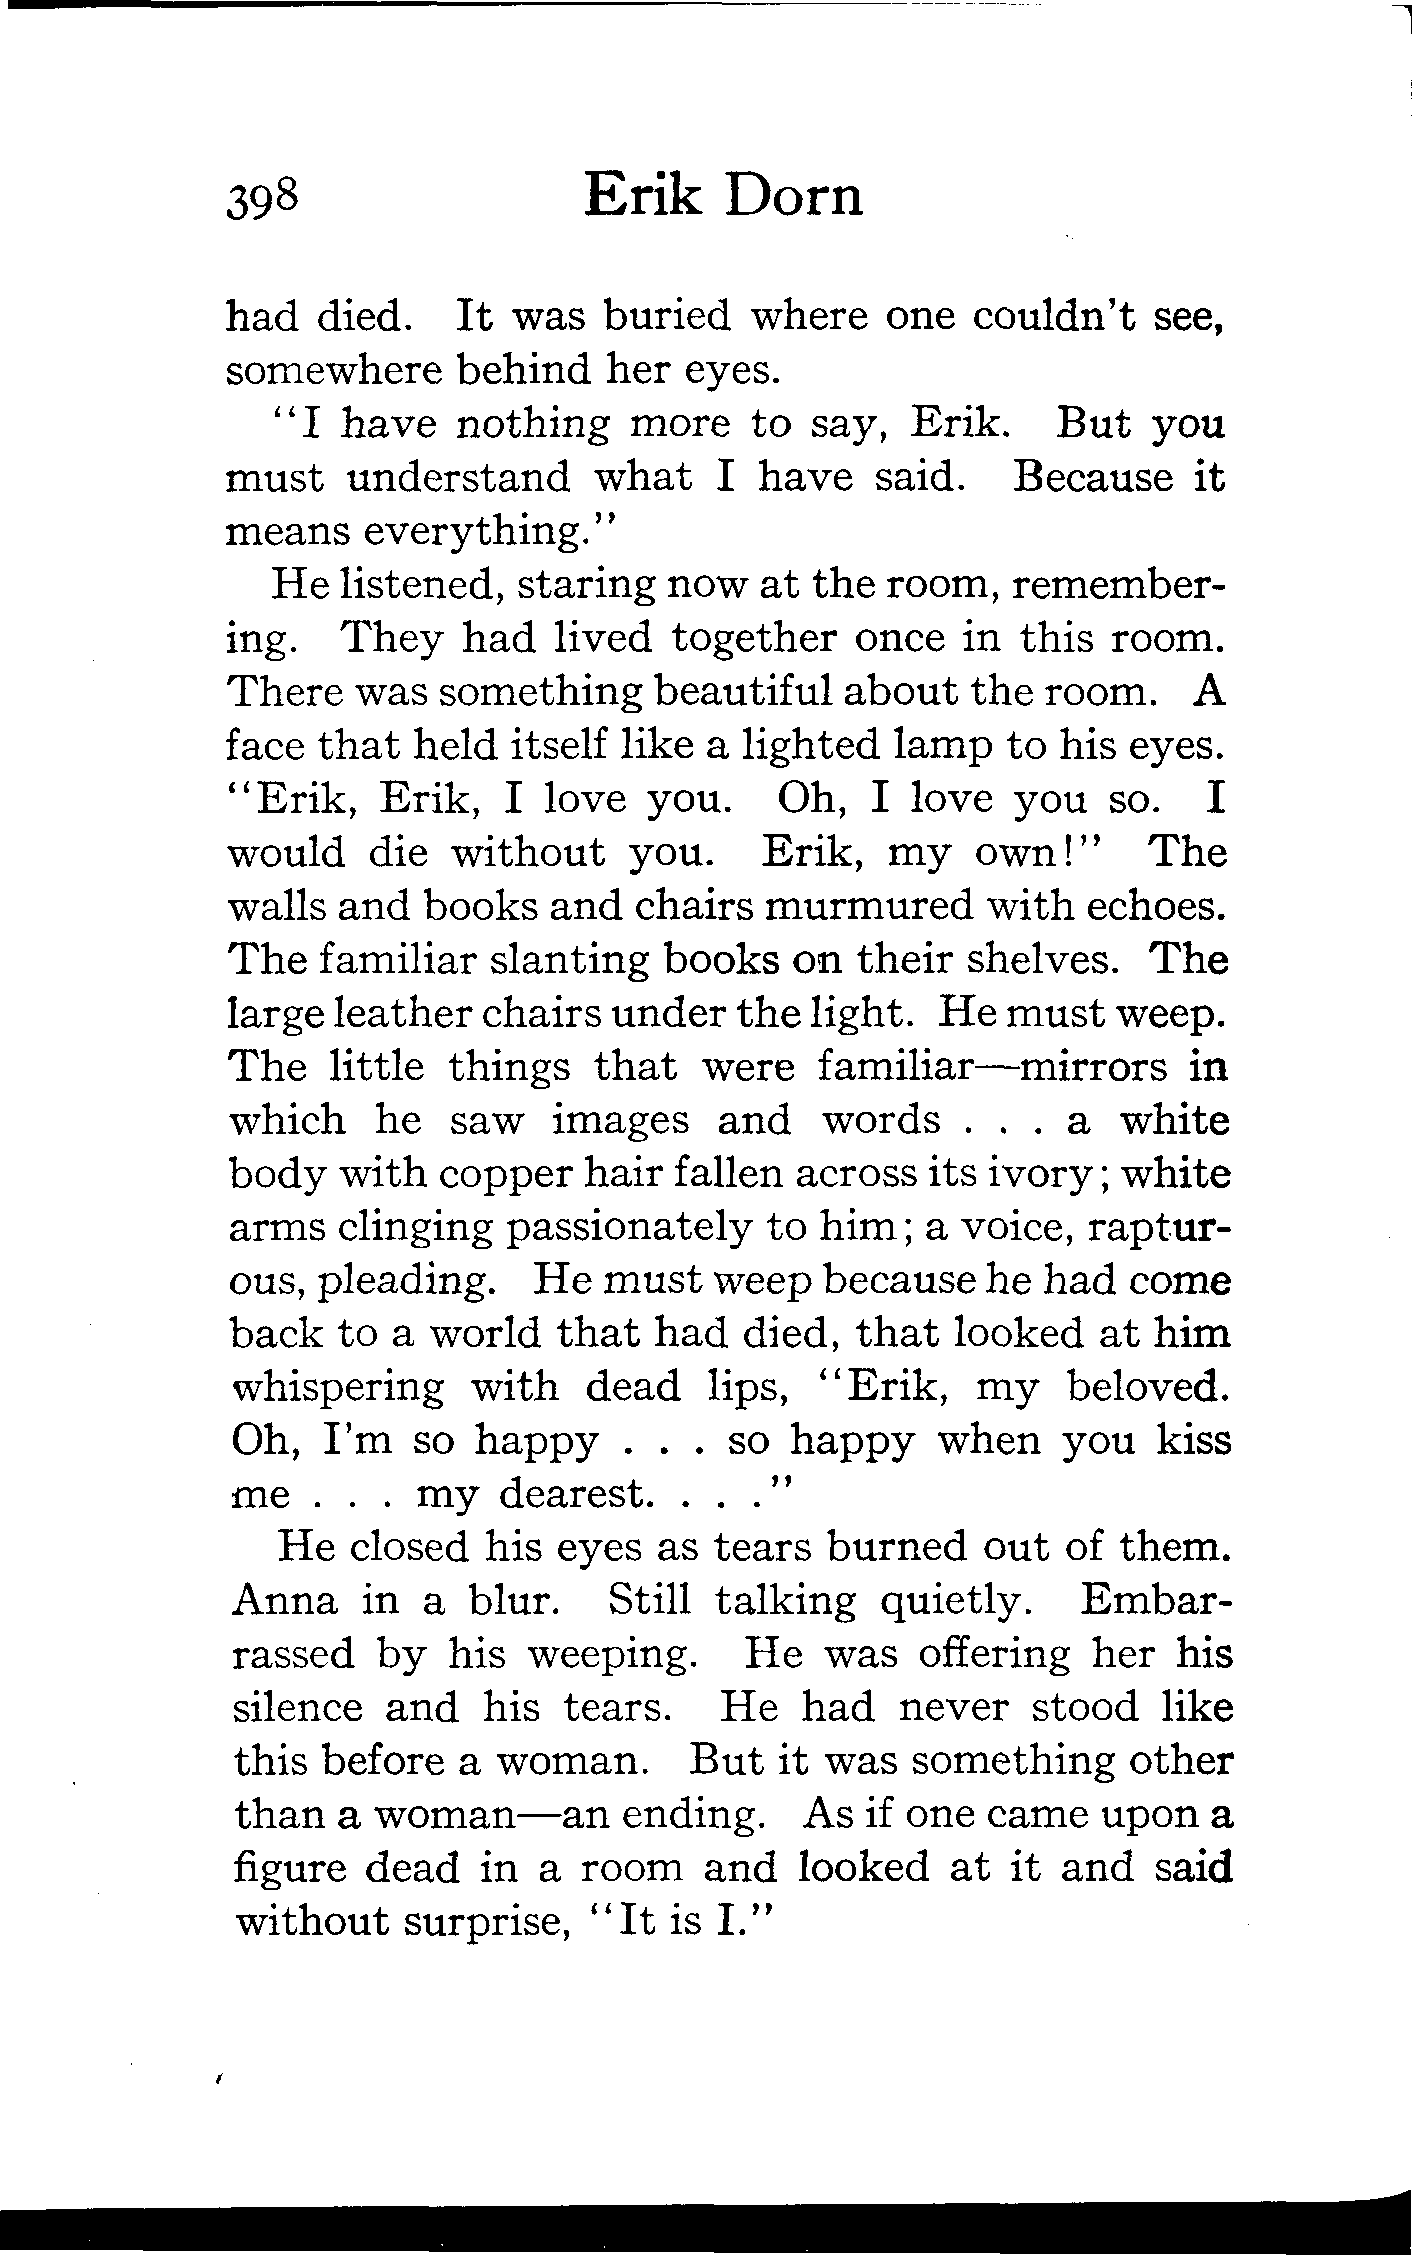 398 Erik Dorn
had died. It was buried where one couldn't see,
somewhere behind her eyes.
"I have nothing more to say, Erik. But you
must understand what I have said. Because it
means everything."
He listened, staring now at the room, remember-
ing. They had lived together once in this room.
There was something beautiful about the room. A
face that held itself like a lighted lamp to his eyes.
"Erik, Erik, I love you. Oh, I love you so. I
would die without you. Erik, my own!" The
walls and books and chairs murmured with echoes.
The familiar slanting books on their shelves. The
large leather chairs under the light. He must weep.
The little things that were familiar—mirrors in
which he saw images and words . . . a white
body with copper hair fallen across its ivory; white
arms clinging passionately to him; a voice, raptur-
ous, pleading. He must weep because he had come
back to a world that had died, that looked at him
whispering with dead lips, "Erik, my beloved.
Oh, I'm so happy . . . so happy when you kiss
me . . . my dearest. . . ."
He closed his eyes as tears burned out of them.
Anna in a blur. Still talking quietly. Embar-
rassed by his weeping. He was offering her his
silence and his tears. He had never stood like
this before a woman. But it was something other
than a woman—an ending. As if one came upon a
figure dead in a room and looked at it and said
without surprise, "It is I."